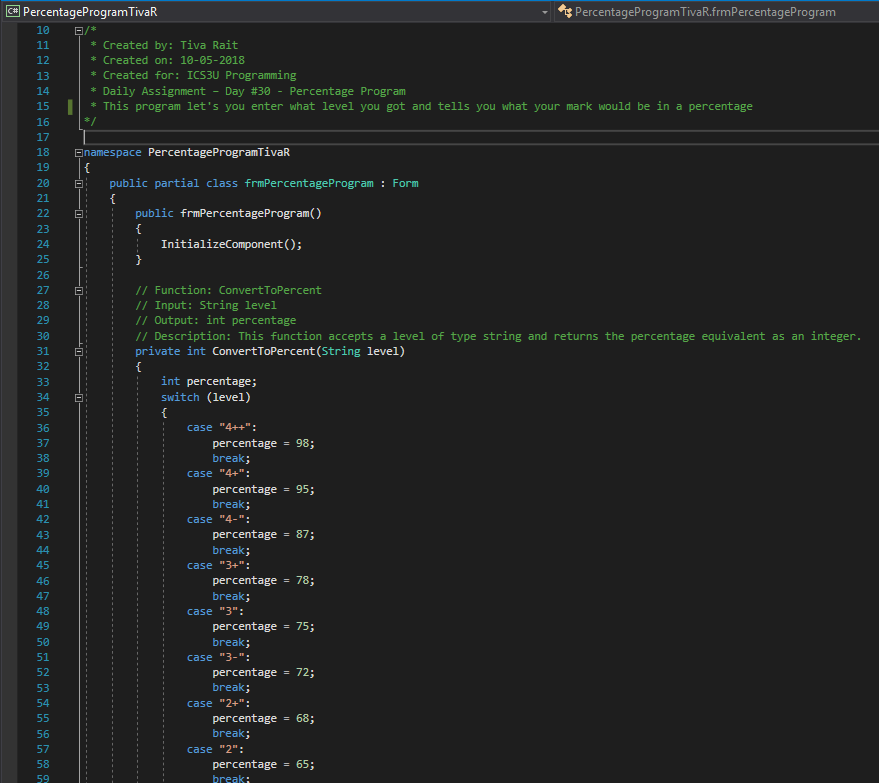 C# PercentageProgramTivaR PercentageProgramTivaR.frmPercentageProgram
10 /*
11 * Created by: Tiva Rait
12 * Created on: 10-05-2018
13 * Created for: ICS3U Programming
14 * Daily Assignment – Day #30 - Percentage Program
15 * This program let's you enter what level you got and tells you what your mark would be in a percentage
16 */
17
18 namespace PercentageProgramTivaR
19 {
20 public partial class frmPercentageProgram : Form
21 {
22 public frmPercentageProgram()
23 {
24 InitializeComponent();
25 }
26
27 // Function: ConvertToPercent
28 // Input: String level
29 // Output: int percentage
30 // Description: This function accepts a level of type string and returns the percentage equivalent as an integer.
31 private int ConvertToPercent(String level)
32 {
33 int percentage;
34 switch (level)
35 {
36 case "4++":
37 percentage = 98;
38 break;
39 case "4+":
40 percentage = 95;
41 break;
42 case "4-":
43 percentage = 87;
44 break;
45 case "3+":
46 percentage = 78;
47 break;
48 case "3":
49 percentage = 75;
50 break;
51 case "3-":
52 percentage = 72;
53 break;
54 case "2+":
55 percentage = 68;
56 break;
57 case "2":
58 percentage = 65;
59 break;